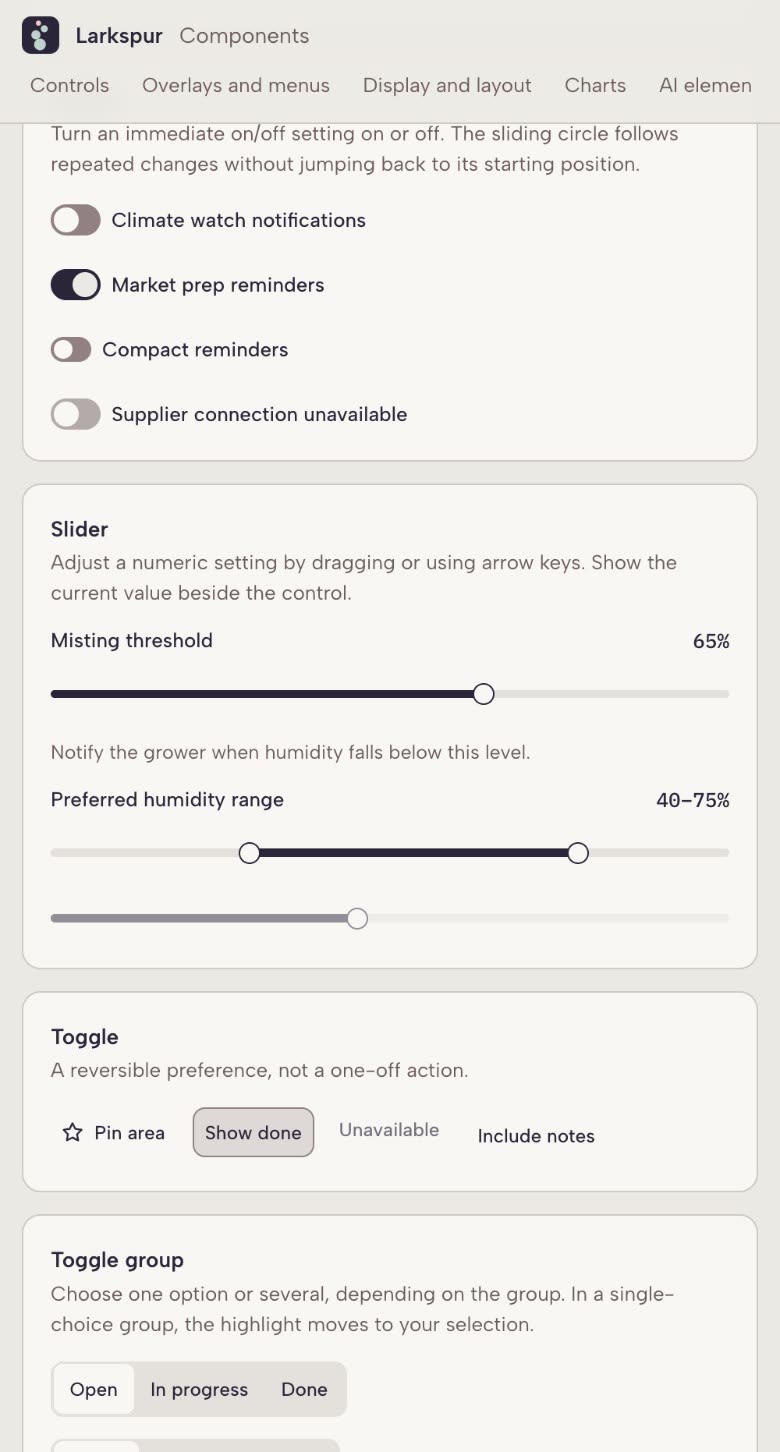 Larkspur Components
Controls Overlays and menus Display and layout Charts AI elemen
Turn an immediate on/off setting on or off. The sliding circle follows
repeated changes without jumping back to its starting position.
Climate watch notifications
Market prep reminders
Compact reminders
Supplier connection unavailable
Slider
Adjust a numeric setting by dragging or using arrow keys. Show the
current value beside the control.
Misting threshold 65%
Notify the grower when humidity falls below this level.
Preferred humidity range 40–75%
Toggle
A reversible preference, not a one-off action.
Pin area Show done Unavailable Include notes
Toggle group
Choose one option or several, depending on the group. In a single-
choice group, the highlight moves to your selection.
Open In progress Done